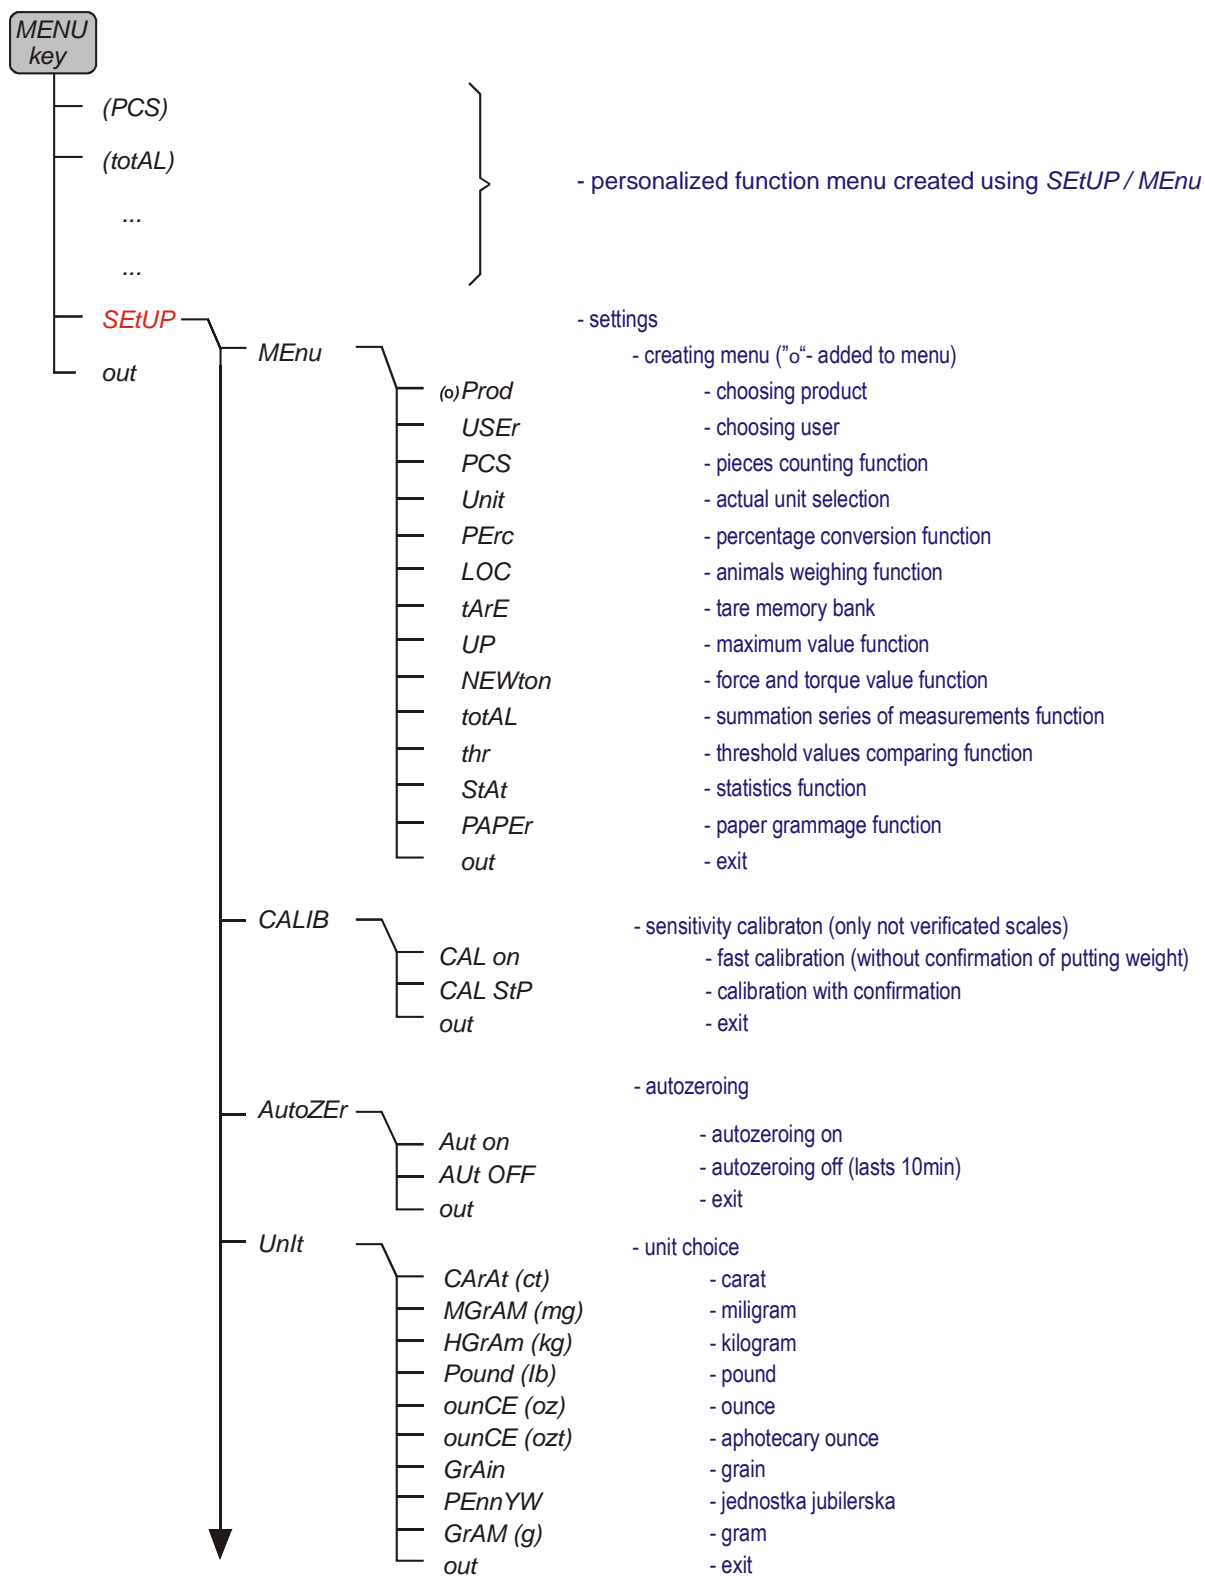 MENU
key
(PCS)
(totAL)
- personalized function menu created using SEtUP / MEnu
...
...
SEtUP - settings
MEnu - creating menu (”o“- added to menu)
out
(o) Prod - choosing product
USEr - choosing user
PCS - pieces counting function
Unit - actual unit selection
PErc - percentage conversion function
LOC - animals weighing function
tArE - tare memory bank
UP - maximum value function
NEWton - force and torque value function
totAL - summation series of measurements function
thr - threshold values comparing function
StAt - statistics function
PAPEr - paper grammage function
out - exit
CALIB - sensitivity calibraton (only not verificated scales)
CAL on - fast calibration (without confirmation of putting weight)
CAL StP - calibration with confirmation
out - exit
AutoZEr - autozeroing
Aut on - autozeroing on
AUt OFF - autozeroing off (lasts 10min)
out - exit
UnIt - unit choice
CArAt (ct) - carat
MGrAM (mg) - miligram
HGrAm (kg) - kilogram
Pound (lb) - pound
ounCE (oz) - ounce
ounCE (ozt) - aphotecary ounce
GrAin - grain
PEnnYW - jednostka jubilerska
GrAM (g) - gram
out - exit